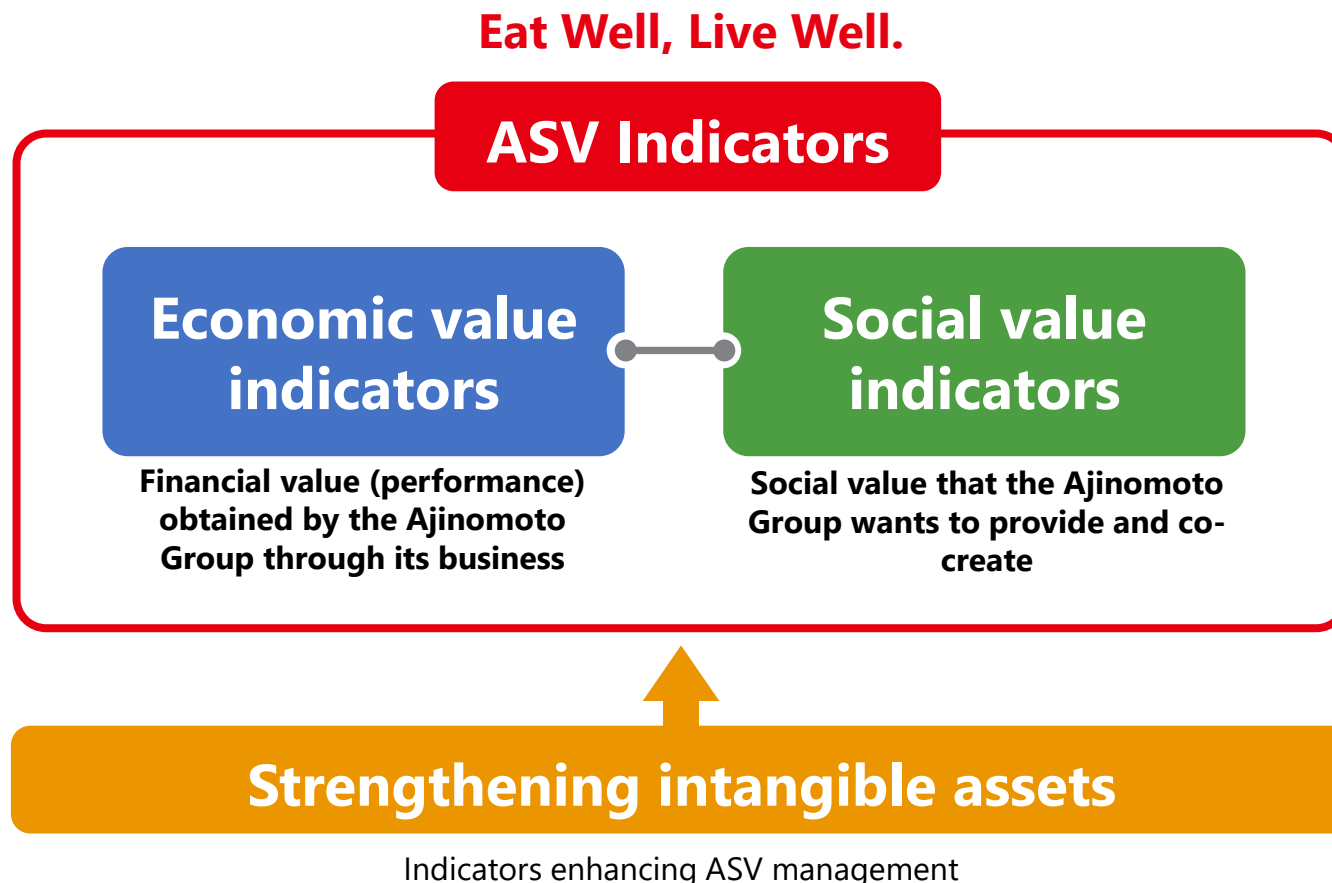 Eat Well, Live Well.
ASV Indicators
Economic value
indicators
Financial value (performance)
obtained by the Ajinomoto
Group through its business
Social value
indicators
Social value that the Ajinomoto
Group wants to provide and co-
create
Strengthening intangible assets
Indicators enhancing ASV management